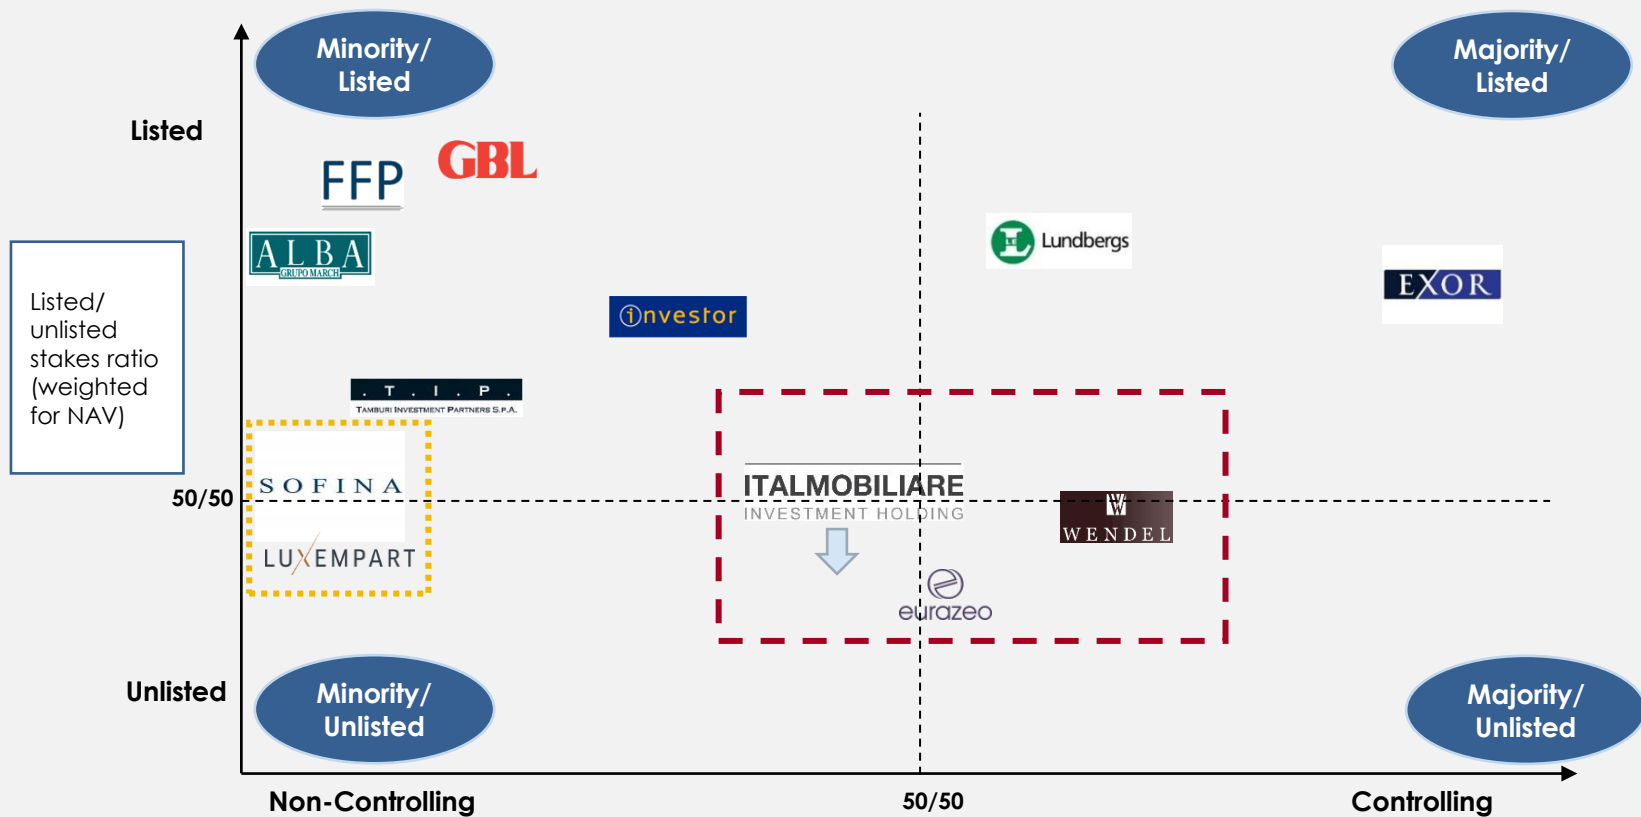 Minority/
Listed
Majority/
Listed
Listed
FFP
GBL
ALBA
GRUPO MARCH
LE
Lundbergs
EXOR
investor
Listed/
unlisted
stakes ratio
(weighted
for NAV)
. T . I . P .
TAMBURI INVESTMENT PARTNERS S.P.A.
SOFINA
50/50
ITALMOBILIARE
INVESTMENT HOLDING
W
WENDEL
LUXEMPART
eurazeo
Unlisted
Minority/
Unlisted
Majority/
Unlisted
Non-Controlling
50/50
Controlling